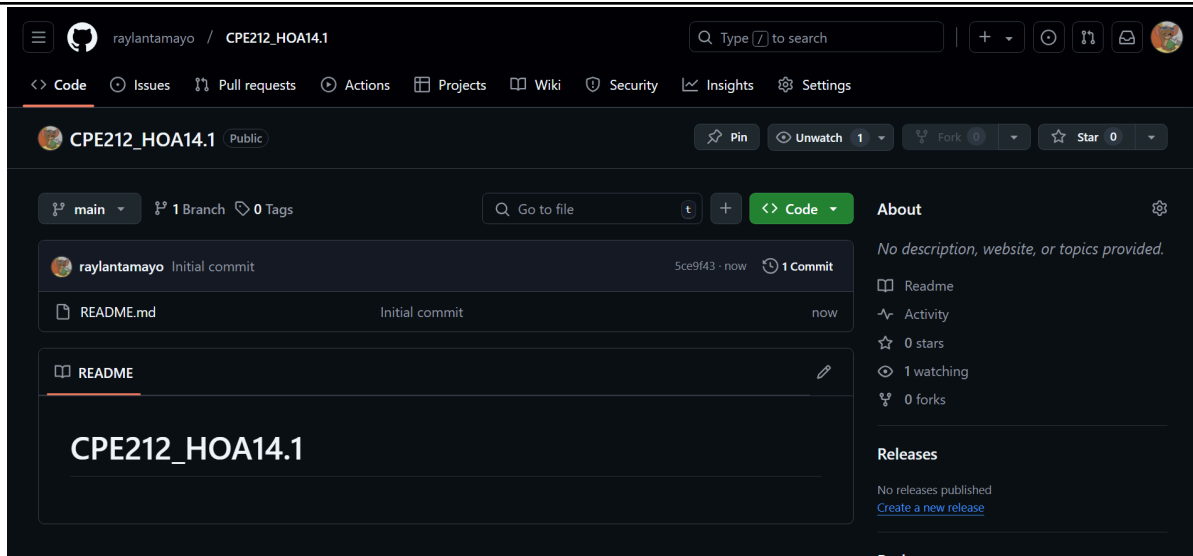 raylantamayo / CPE212_HOA14.1
Type / to search
Code Issues Pull requests Actions Projects Wiki Security Insights Settings
CPE212_HOA14.1 Public
Pin Unwatch 1 Fork 0 Star 0
main 1 Branch 0 Tags
Go to file t + Code
raylantamayo Initial commit 5ce9f43 · now 1 Commit
README.md Initial commit now
README
CPE212_HOA14.1
About
No description, website, or topics provided.
Readme
Activity
0 stars
1 watching
0 forks
Releases
No releases published
Create a new release